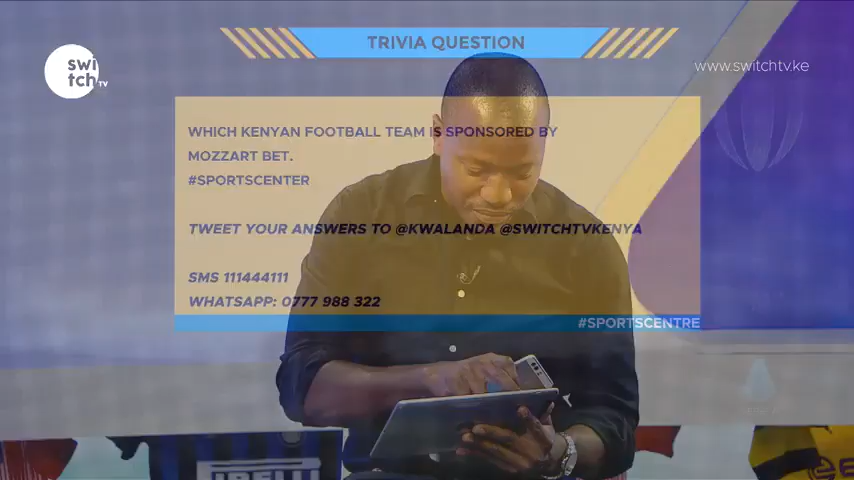 swi
tch TV
TRIVIA QUESTION
www.switchtv.ke
WHICH KENYAN FOOTBALL TEAM IS SPONSORED BY
MOZZART BET.
#SPORTSCENTER
TWEET YOUR ANSWERS TO @KWALANDA @SWITCHTVKENYA
SMS 111444111
WHATSAPP: 0777 988 322
#SPORTSCENTRE
PIRELLI